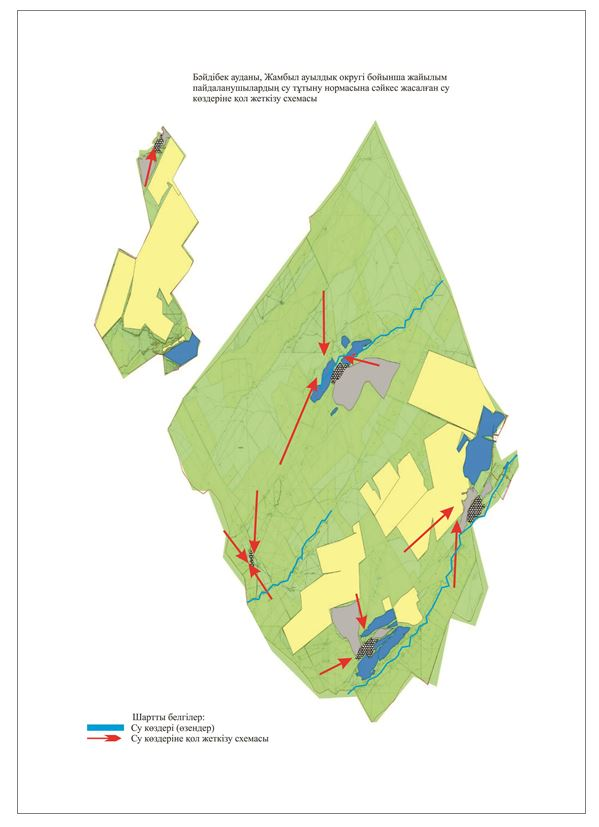 Бәйдібек ауданы, Жамбыл ауылдық округі бойынша жайылым
пайдаланушылардың су тұтыну нормасына сәйкес жасалған су
көздеріне қол жеткізу схемасы
Шартты белгілер:
Су көздері (өзендер)
Су көздеріне қол жеткізу схемасы